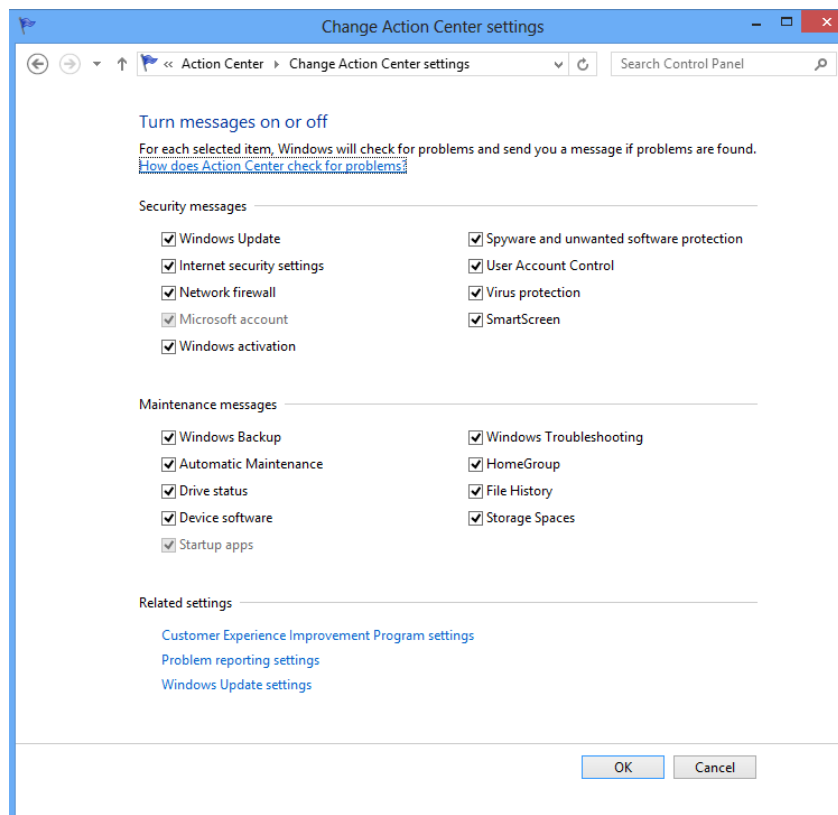 Change Action Center settings
« Action Center Change Action Center settings
Search Control Panel
Turn messages on or off
For each selected item, Windows will check for problems and send you a message if problems are found.
How does Action Center check for problems?
Security messages
Windows Update
Spyware and unwanted software protection
Internet security settings
User Account Control
Network firewall
Virus protection
Microsoft account
SmartScreen
Windows activation
Maintenance messages
Windows Backup
Windows Troubleshooting
Automatic Maintenance
HomeGroup
Drive status
File History
Device software
Storage Spaces
Startup apps
Related settings
Customer Experience Improvement Program settings
Problem reporting settings
Windows Update settings
OK
Cancel